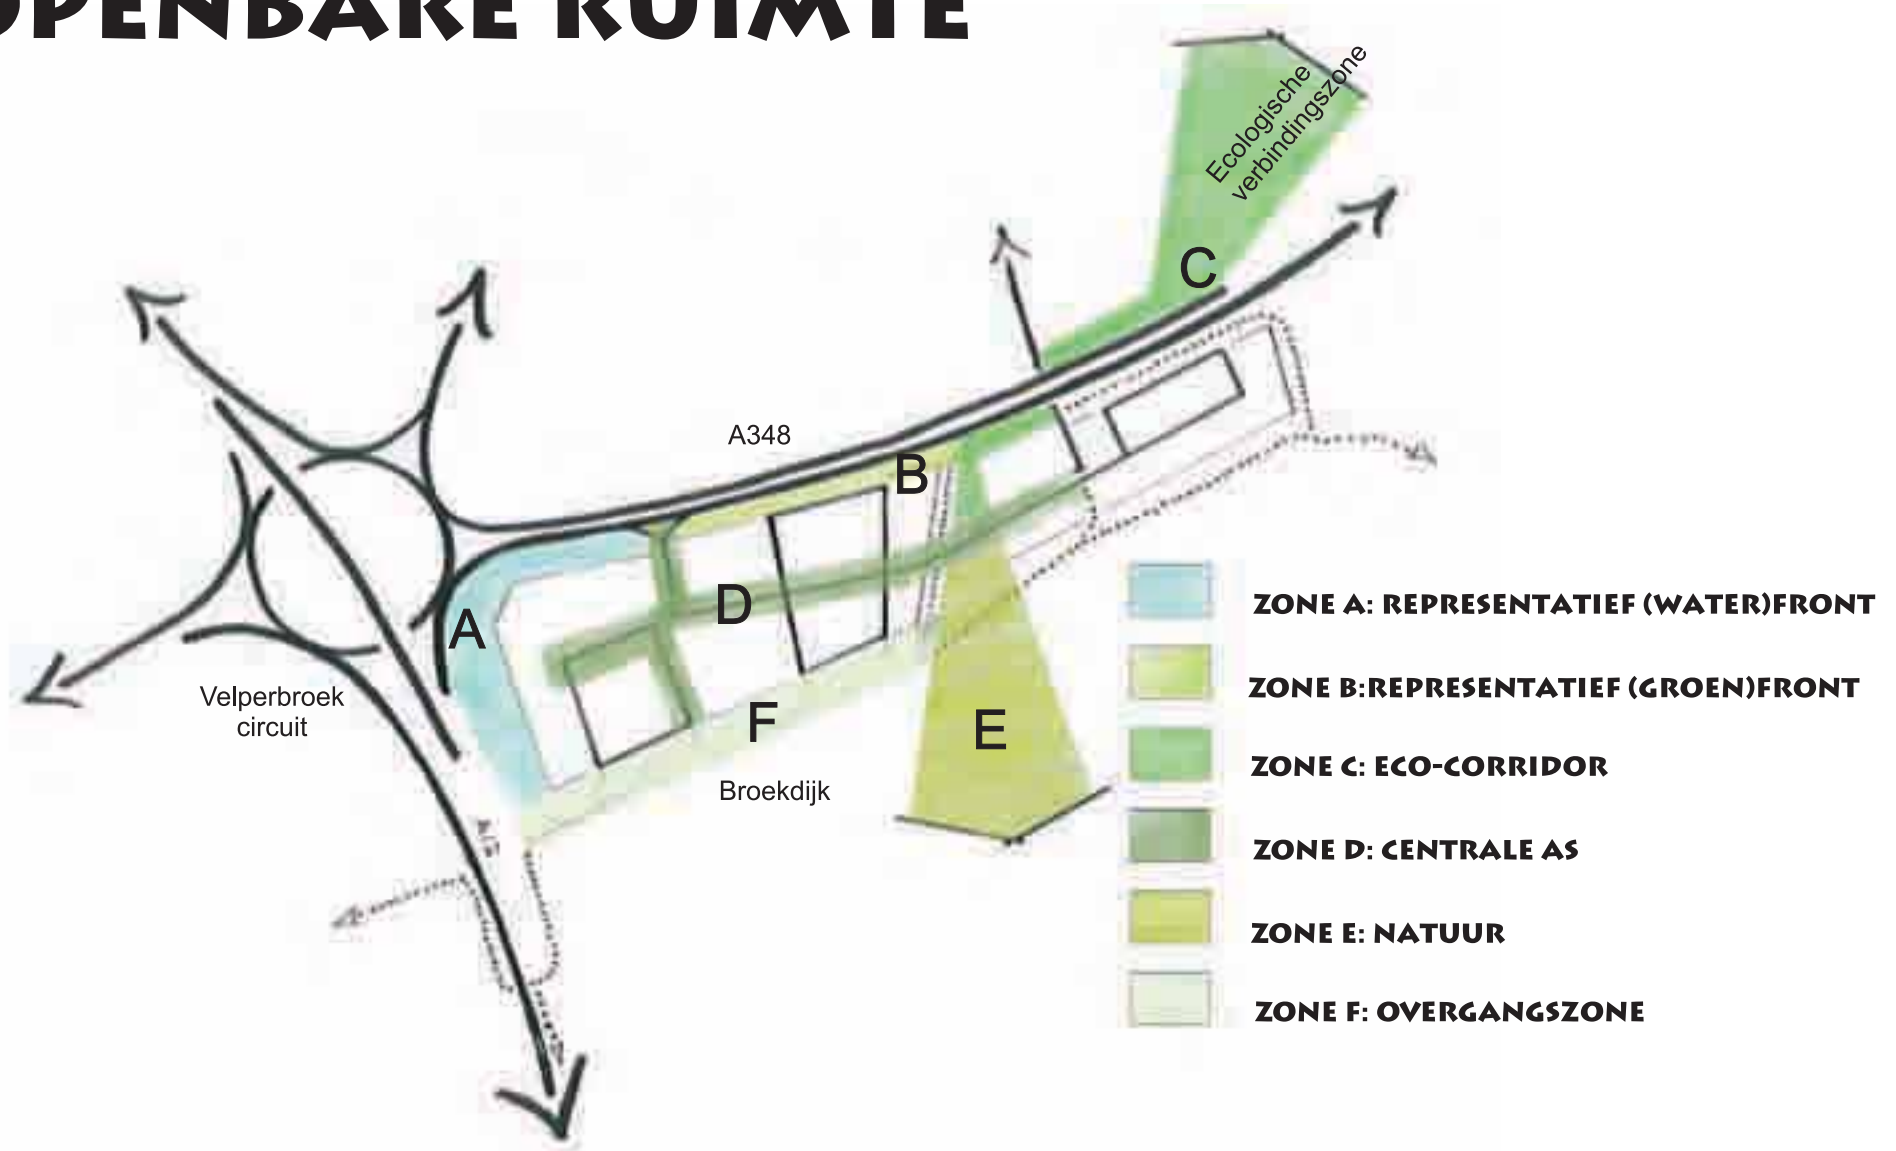 OPENBARE RUIMTE
Ecologische
verbindingszone
C
A348
B
A
D
Velperbroek
circuit
F
E
Broekdijk
ZONE A: REPRESENTATIEF (WATER)FRONT
ZONE B:REPRESENTATIEF (GROEN)FRONT
ZONE C: ECO-CORRIDOR
ZONE D: CENTRALE AS
ZONE E: NATUUR
ZONE F: OVERGANGSZONE